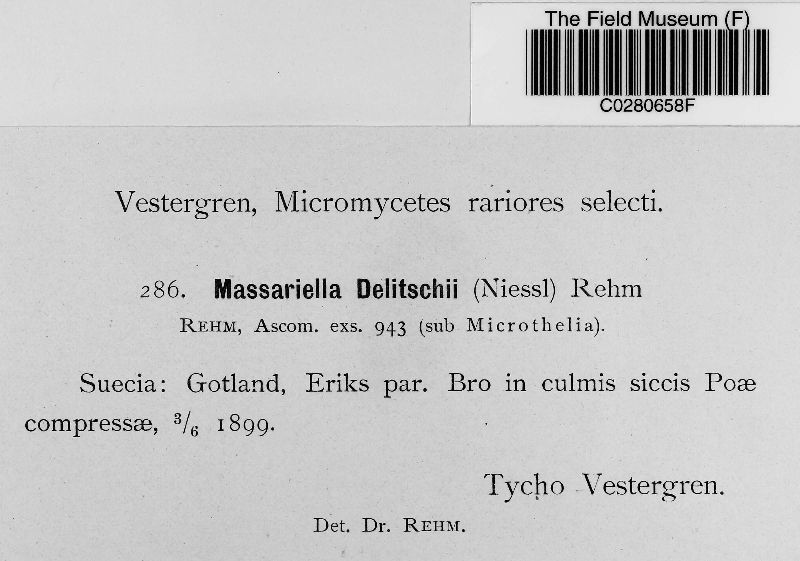 The Field Museum (F)
C0280658F
Vestergren, Micromycetes rariores selecti.
286. Massariella Delitschii (Niessl) Rehm
REHM, Ascom. exs. 943 (sub Microthelia).
Suecia: Gotland, Eriks par. Bro in culmis siccis Poæ
compressæ, 3/6 1899.
Tycho Vestergren.
Det. Dr. REHM.